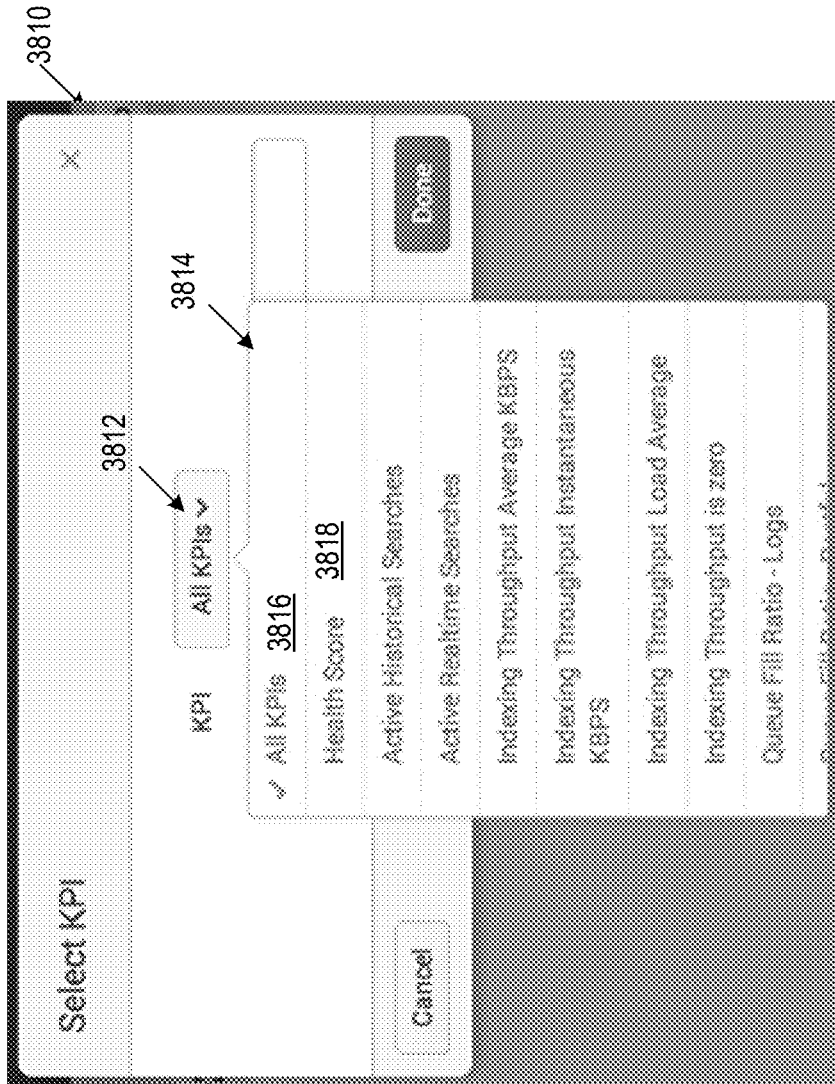 3810
Select KPI
×
3812
3814
KPI
All KPIs
✓ All KPIs 3816
Health Score 3818
Active Historical Searches
Active Realtime Searches
Indexing Throughput Average KBPS
Indexing Throughput Instantaneous
KBPS
Indexing Throughput Load Average
Indexing Throughput is zero
Queue Fill Ratio - Logs
Cancel
Done